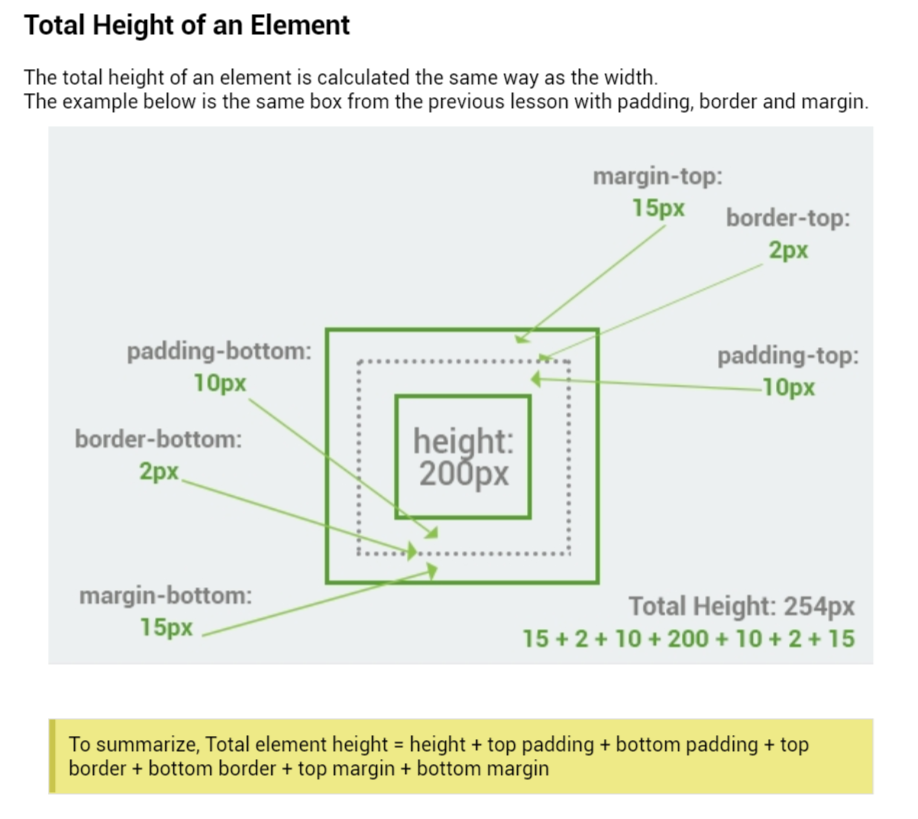 Total Height of an Element
The total height of an element is calculated the same way as the width.
The example below is the same box from the previous lesson with padding, border and margin.
margin-top:
15px
border-top:
2px
padding-bottom:
10px
padding-top:
10px
border-bottom:
2px
height:
200px
margin-bottom:
15px
Total Height: 254px
15 + 2 + 10 + 200 + 10 + 2 + 15
To summarize, Total element height = height + top padding + bottom padding + top
border + bottom border + top margin + bottom margin